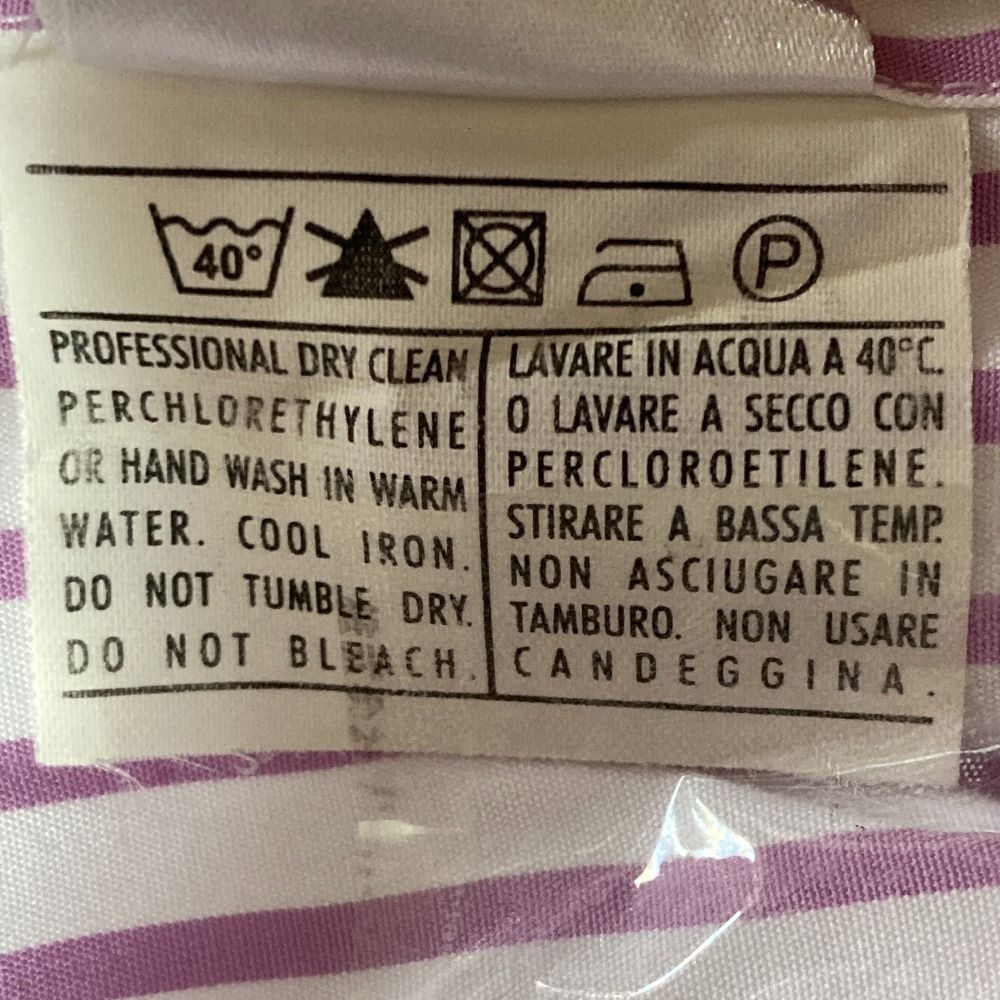 40°
P
PROFESSIONAL DRY CLEAN
PERCHLORETHYLENE
OR HAND WASH IN WARM
WATER. COOL IRON.
DO NOT TUMBLE DRY.
DO NOT BLEACH.
LAVARE IN ACQUA A 40°C.
O LAVARE A SECCO CON
PERCLOROETILENE.
STIRARE A BASSA TEMP.
NON ASCIUGARE IN
TAMBURO. NON USARE
CANDEGGINA.